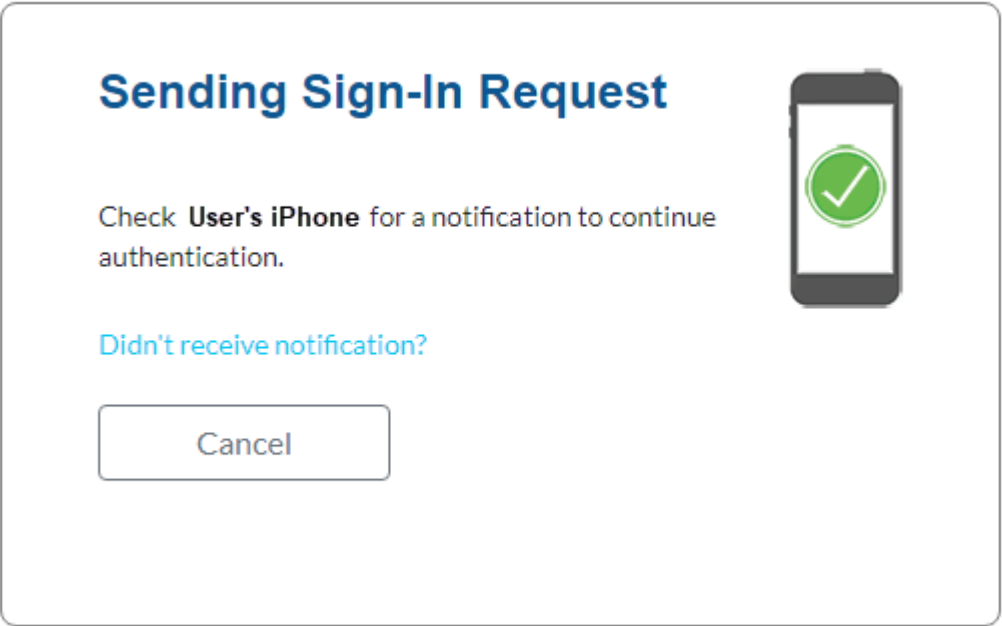 Sending Sign-In Request
Check User's iPhone for a notification to continue
authentication.
Didn't receive notification?
Cancel